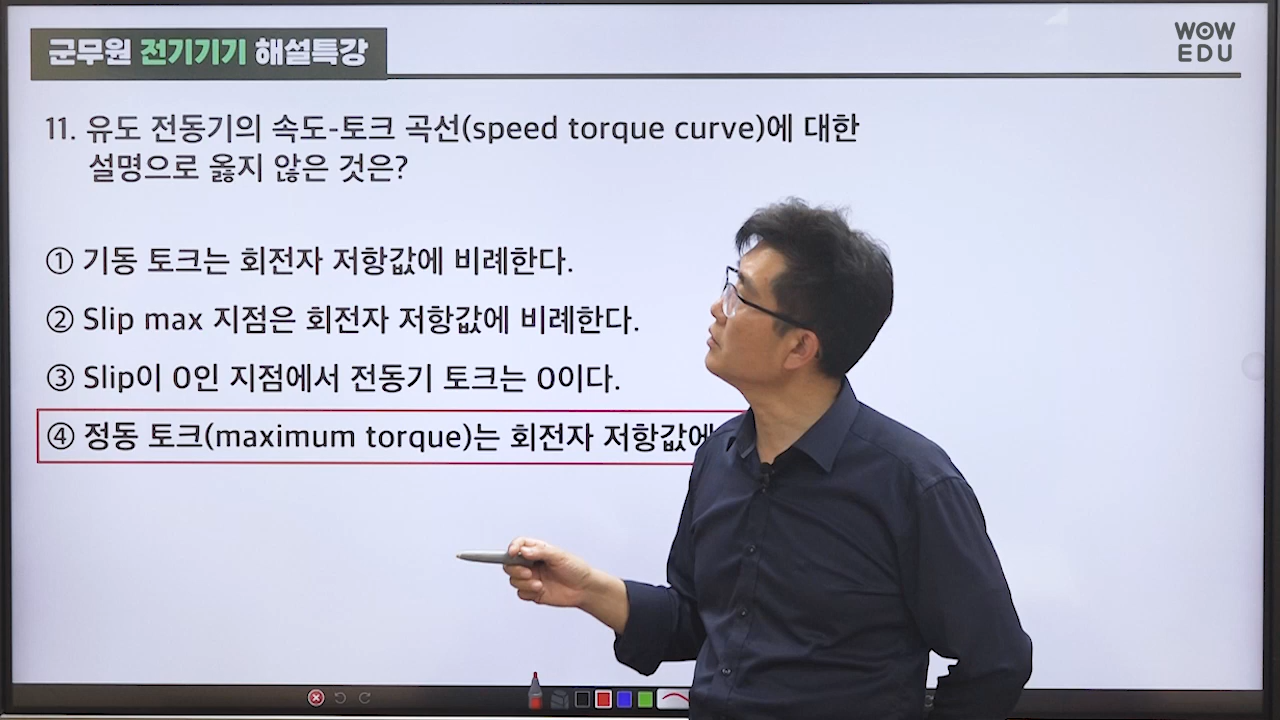 군무원 전기기기 해설특강
WOW
EDU
11. 유도 전동기의 속도-토크 곡선(speed torque curve)에 대한
설명으로 옳지 않은 것은?
① 기동 토크는 회전자 저항값에 비례한다.
② Slip max 지점은 회전자 저항값에 비례한다.
③ Slip이 0인 지점에서 전동기 토크는 0이다.
④ 정동 토크(maximum torque)는 회전자 저항값에